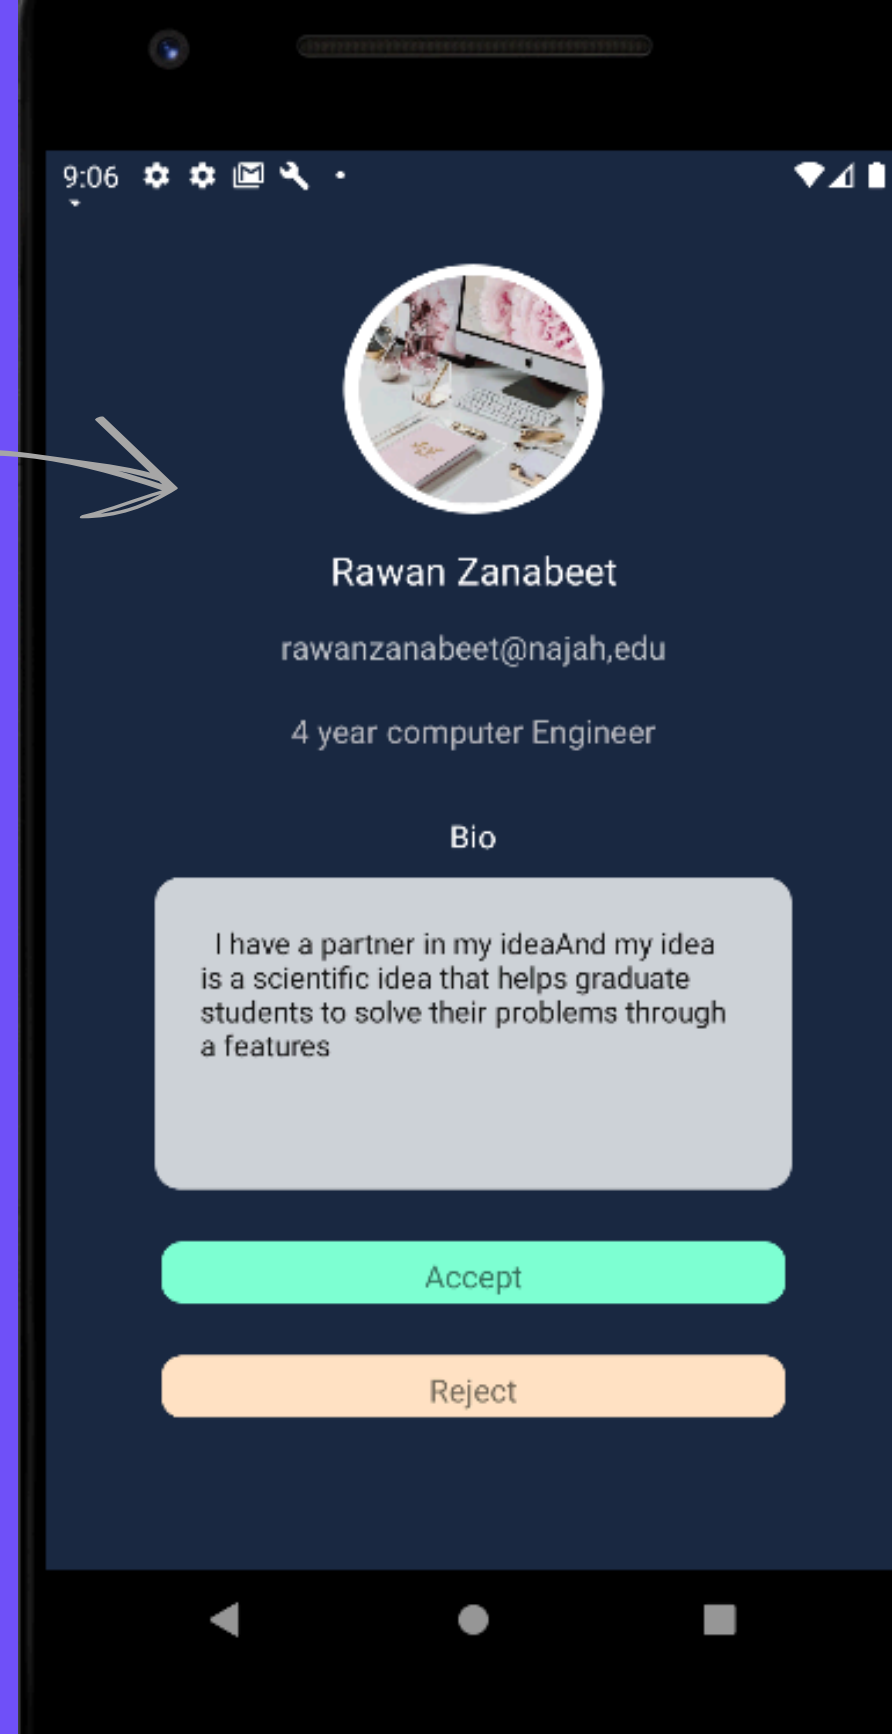 9:06
Rawan Zanabeet
rawanzanabeet@najah,edu
4 year computer Engineer
Bio
I have a partner in my ideaAnd my idea
is a scientific idea that helps graduate
students to solve their problems through
a features
Accept
Reject